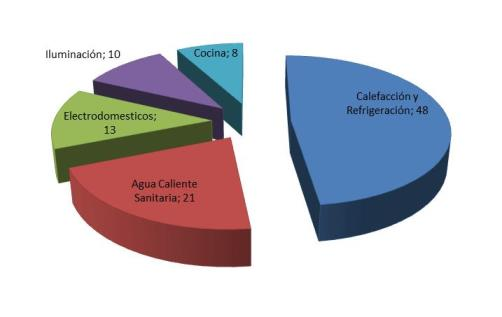 Iluminación; 10
Cocina; 8
Calefacción y
Refrigeración; 48
Electrodomesticos;
13
Agua Caliente
Sanitaria; 21